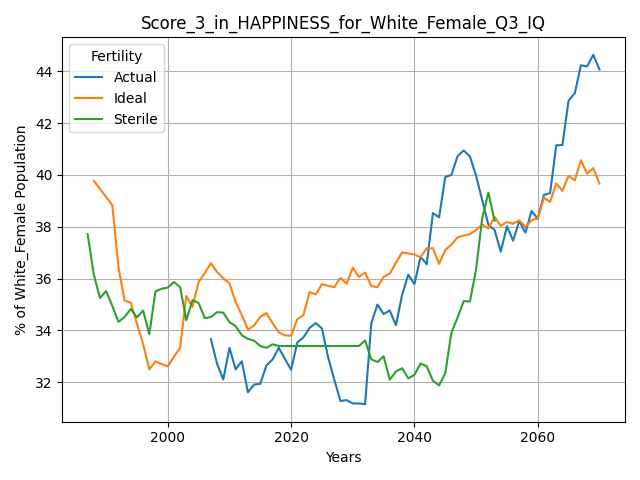 Score_3_in_HAPPINESS_for_White_Female_Q3_IQ
Fertility
Actual
Ideal
Sterile
% of White_Female Population
44
42
40
38
36
34
32
2000
2020
2040
2060
Years